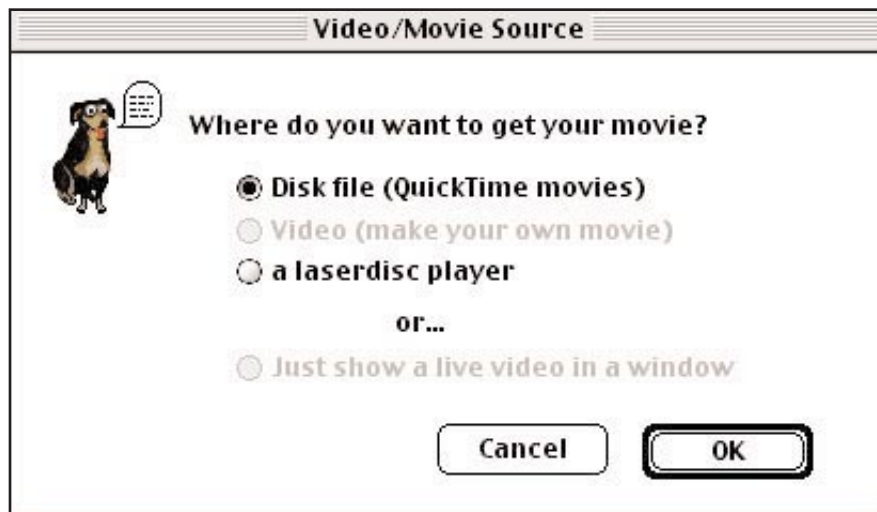 Video/Movie Source
Where do you want to get your movie?
Disk file (QuickTime movies)
Video (make your own movie)
a laserdisc player
or...
Just show a live video in a window
Cancel
OK